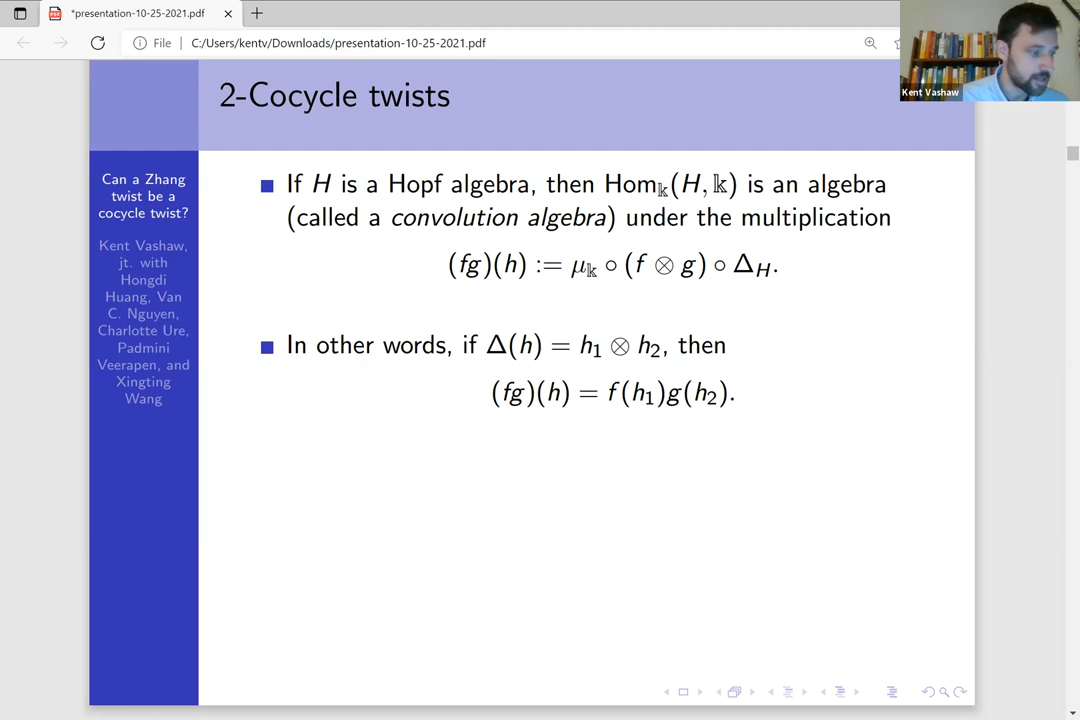 *presentation-10-25-2021.pdf
File | C:/Users/kentv/Downloads/presentation-10-25-2021.pdf
Kent Vashaw
2-Cocycle twists
Can a Zhang
twist be a
cocycle twist?
Kent Vashaw,
jt. with
Hongdi
Huang, Van
C. Nguyen,
Charlotte Ure,
Padmini
Veerapen, and
Xingting
Wang
If H is a Hopf algebra, then Hom𝕜(H, 𝕜) is an algebra
(called a convolution algebra) under the multiplication
(fg)(h) := μ𝕜 ∘ (f ⊗ g) ∘ Δ_H.
In other words, if Δ(h) = h₁ ⊗ h₂, then
(fg)(h) = f(h₁)g(h₂).